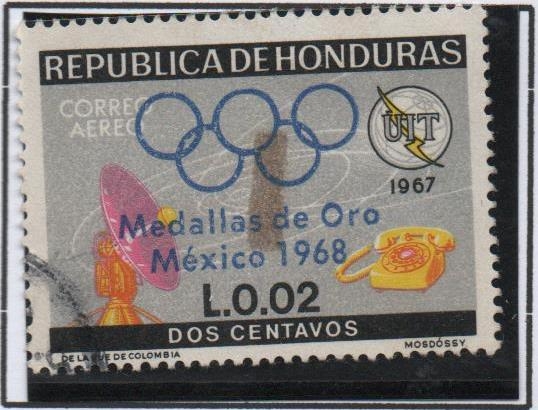 REPUBLICA DE HONDURAS
CORREO
AEREO
UIT
1967
Medallas de Oro
México 1968
L.0.02
DOS CENTAVOS
DE LA RUE DE COLOMBIA
MOSDÓSSY